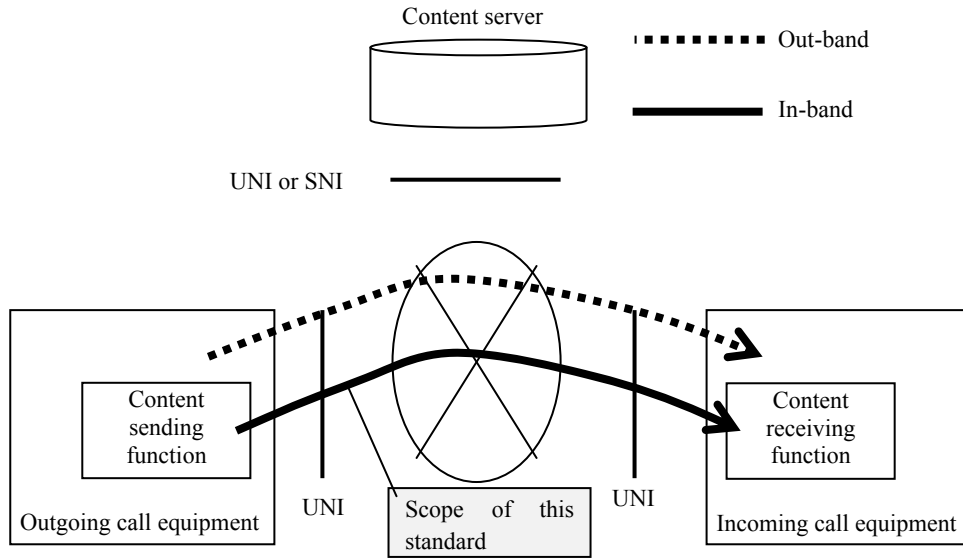 Content server
Out-band
In-band
UNI or SNI
Content
sending
function
Content
receiving
function
UNI
UNI
Outgoing call equipment
Scope of this
standard
Incoming call equipment